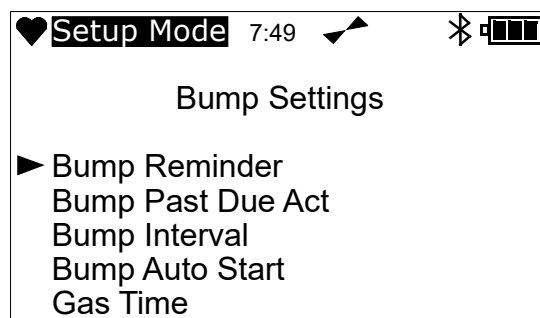 Setup Mode 7:49
Bump Settings
Bump Reminder
Bump Past Due Act
Bump Interval
Bump Auto Start
Gas Time